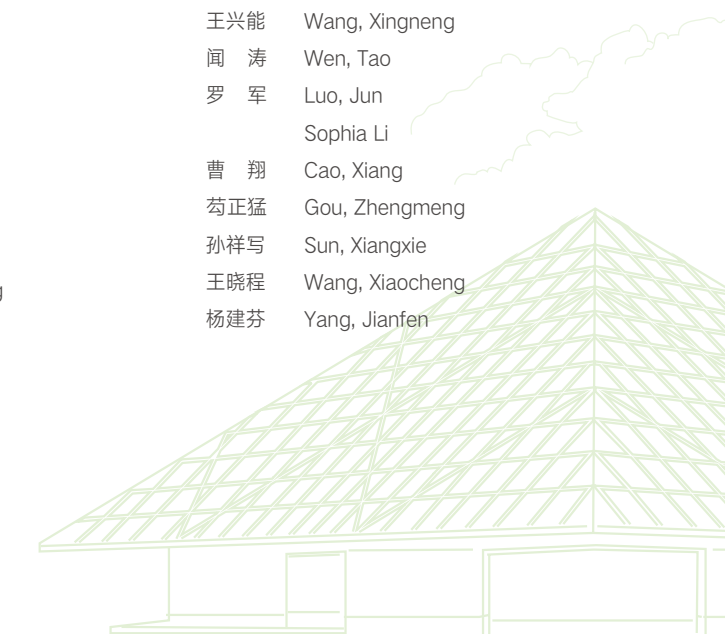 王兴能 Wang, Xingneng
闻 涛 Wen, Tao
罗 军 Luo, Jun
Sophia Li
曹 翔 Cao, Xiang
苟正猛 Gou, Zhengmeng
孙祥写 Sun, Xiangxie
王晓程 Wang, Xiaocheng
杨建芬 Yang, Jianfen